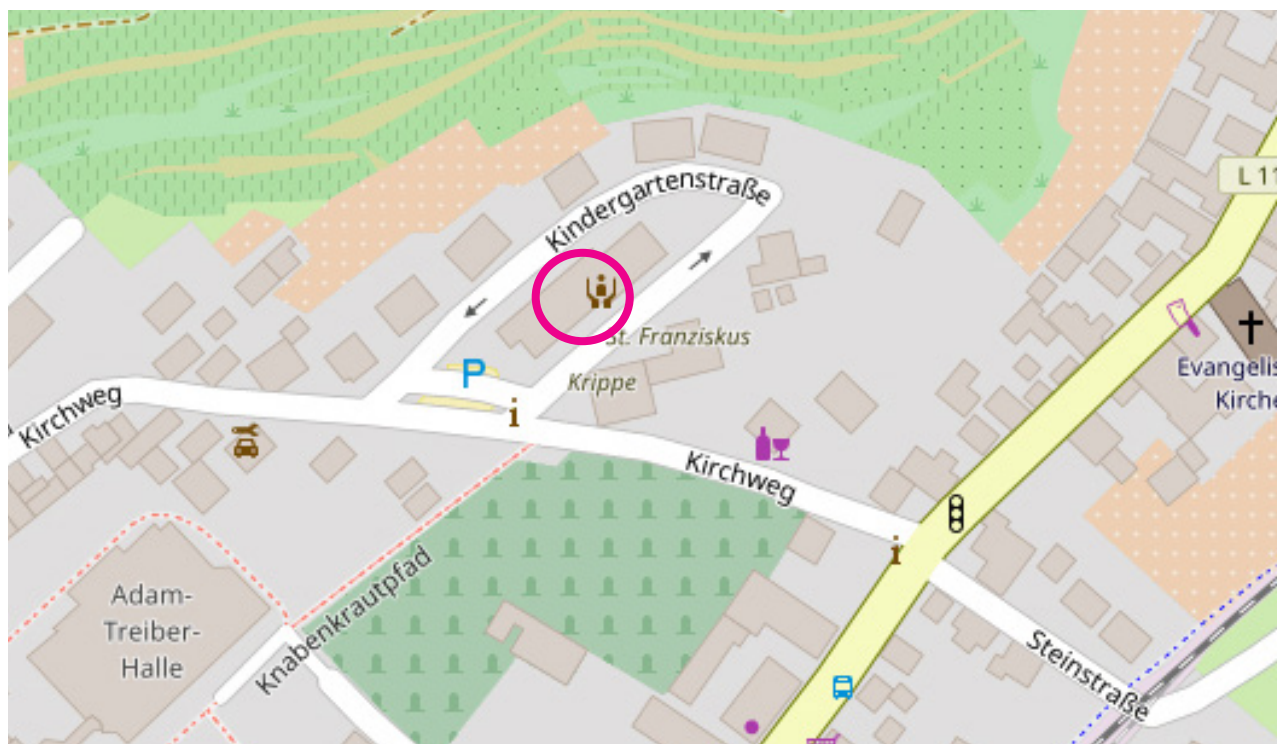 L 11
Kindergartenstraße
St. Franziskus
Krippe
P
i
Kirchweg
Evangelis
Kirche
Kirchweg
i
Adam-
Treiber-
Halle
Knabenkrautpfad
Steinstraße